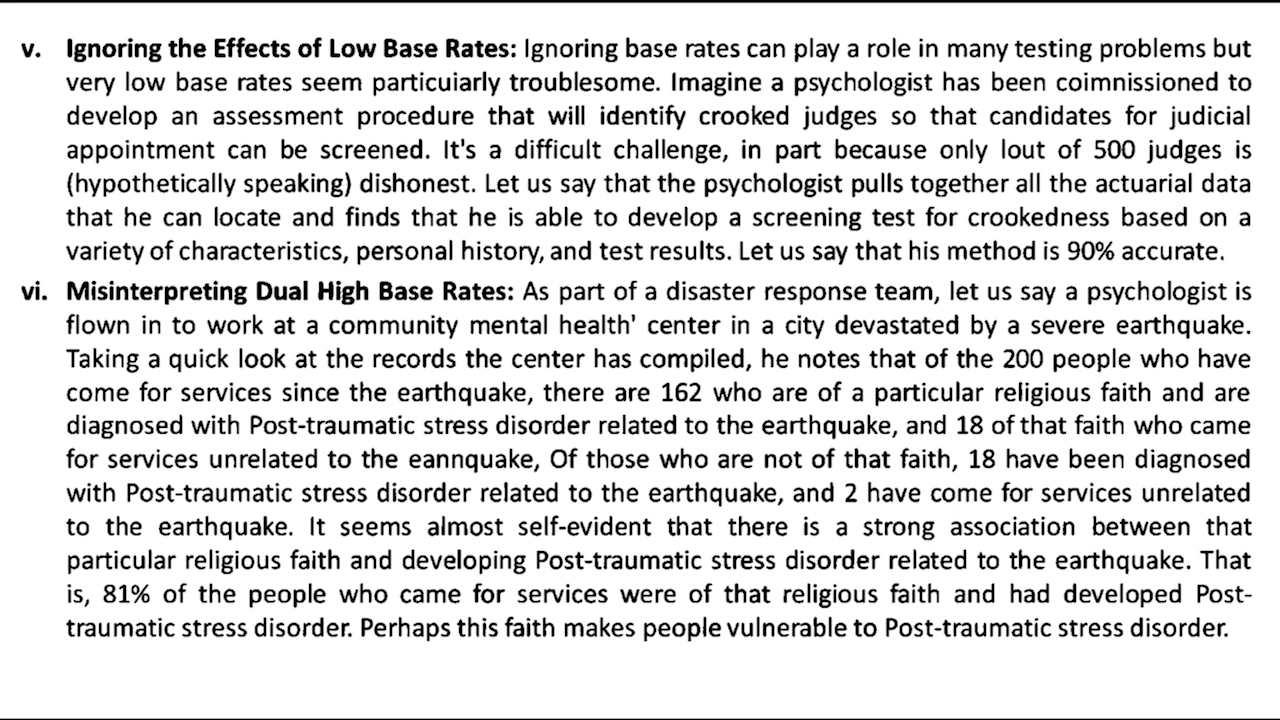 v. Ignoring the Effects of Low Base Rates: Ignoring base rates can play a role in many testing problems but
very low base rates seem particuiarly troublesome. Imagine a psychologist has been coimnissioned to
develop an assessment procedure that will identify crooked judges so that candidates for judicial
appointment can be screened. It's a difficult challenge, in part because only lout of 500 judges is
(hypothetically speaking) dishonest. Let us say that the psychologist pulls together all the actuarial data
that he can locate and finds that he is able to develop a screening test for crookedness based on a
variety of characteristics, personal history, and test results. Let us say that his method is 90% accurate.
vi. Misinterpreting Dual High Base Rates: As part of a disaster response team, let us say a psychologist is
flown in to work at a community mental health' center in a city devastated by a severe earthquake.
Taking a quick look at the records the center has compiled, he notes that of the 200 people who have
come for services since the earthquake, there are 162 who are of a particular religious faith and are
diagnosed with Post-traumatic stress disorder related to the earthquake, and 18 of that faith who came
for services unrelated to the eannquake, Of those who are not of that faith, 18 have been diagnosed
with Post-traumatic stress disorder related to the earthquake, and 2 have come for services unrelated
to the earthquake. It seems almost self-evident that there is a strong association between that
particular religious faith and developing Post-traumatic stress disorder related to the earthquake. That
is, 81% of the people who came for services were of that religious faith and had developed Post-
traumatic stress disorder. Perhaps this faith makes people vulnerable to Post-traumatic stress disorder.